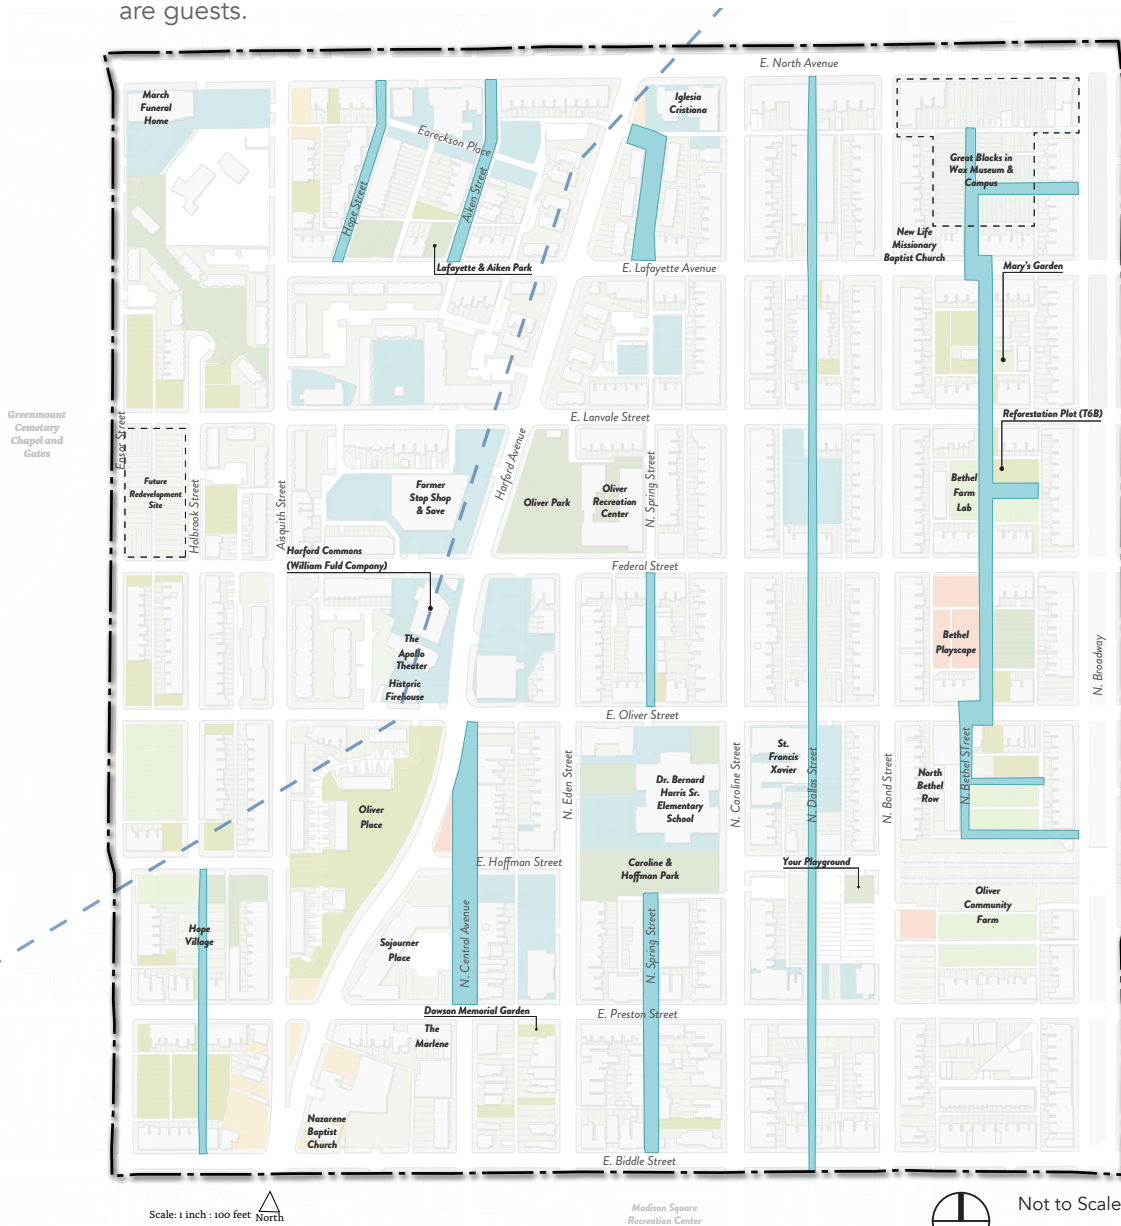 are guests.
E. North Avenue
March
Funeral
Home
Iglesia
Cristiana
Eareckson Place
Great Blacks in
Wax Museum &
Campus
Hope Street
Aiken Street
New Life
Missionary
Baptist Church
Lafayette & Aiken Park
E. Lafayette Avenue
Mary's Garden
Greenmount
Cemetary
Chapel and
Gates
Ensor Street
E. Lanvale Street
Reforestation Plot (T6B)
Harford Avenue
Future
Redevelopment
Site
Holbrook Street
Aisquith Street
Former
Stop Shop
& Save
Oliver Park
Oliver
Recreation
Center
N. Spring Street
Bethel
Farm
Lab
Harford Commons
(William Fuld Company)
Federal Street
The
Apollo
Theater
Historic
Firehouse
Bethel
Playscape
N. Broadway
E. Oliver Street
Oliver
Place
N. Eden Street
Dr. Bernard
Harris Sr.
Elementary
School
N. Caroline Street
St.
Francis
Xavier
N. Dallas Street
N. Bond Street
North
Bethel
Row
N. Bethel STreet
E. Hoffman Street
Caroline &
Hoffman Park
Your Playground
Oliver
Community
Farm
Hope
Village
Sojourner
Place
N. Central Avenue
N. Spring Street
Dawson Memorial Garden
E. Preston Street
The
Marlene
Nazarene
Baptist
Church
E. Biddle Street
Scale: 1 inch : 100 feet
North
Madison Square
Recreation Center
Not to Scale